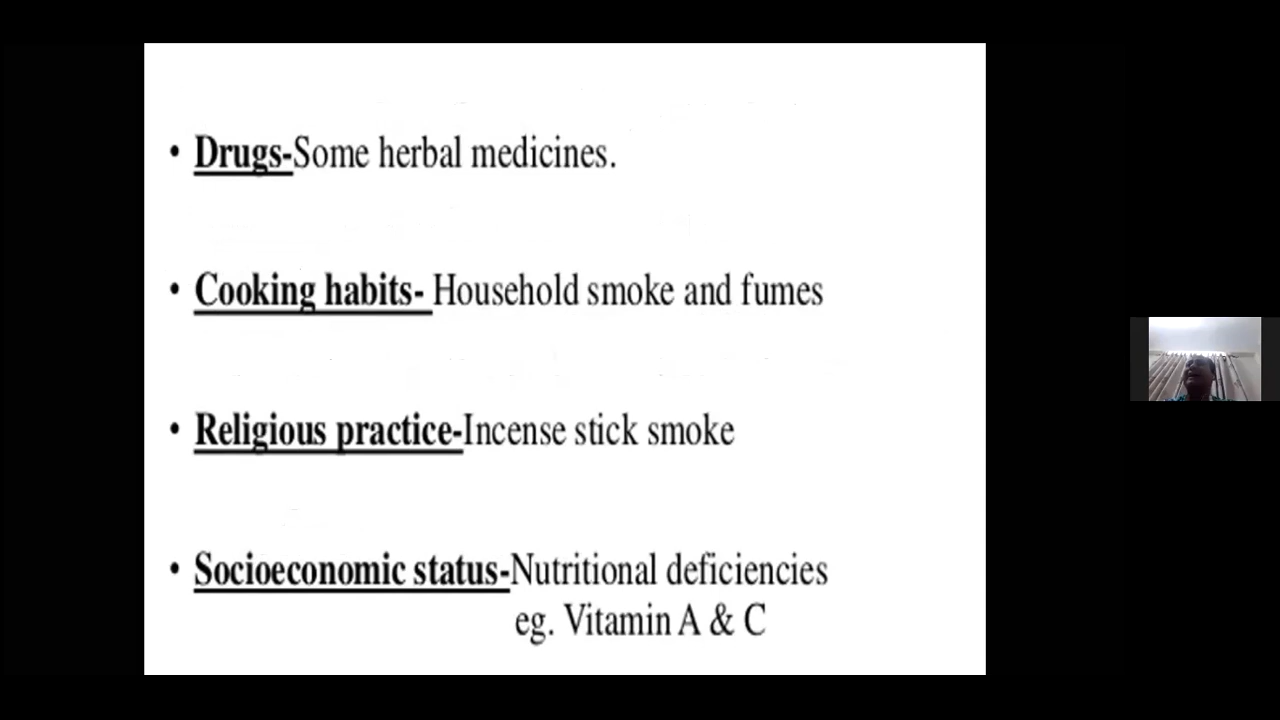 • Drugs-Some herbal medicines.
• Cooking habits- Household smoke and fumes
• Religious practice-Incense stick smoke
• Socioeconomic status-Nutritional deficiencies
eg. Vitamin A & C